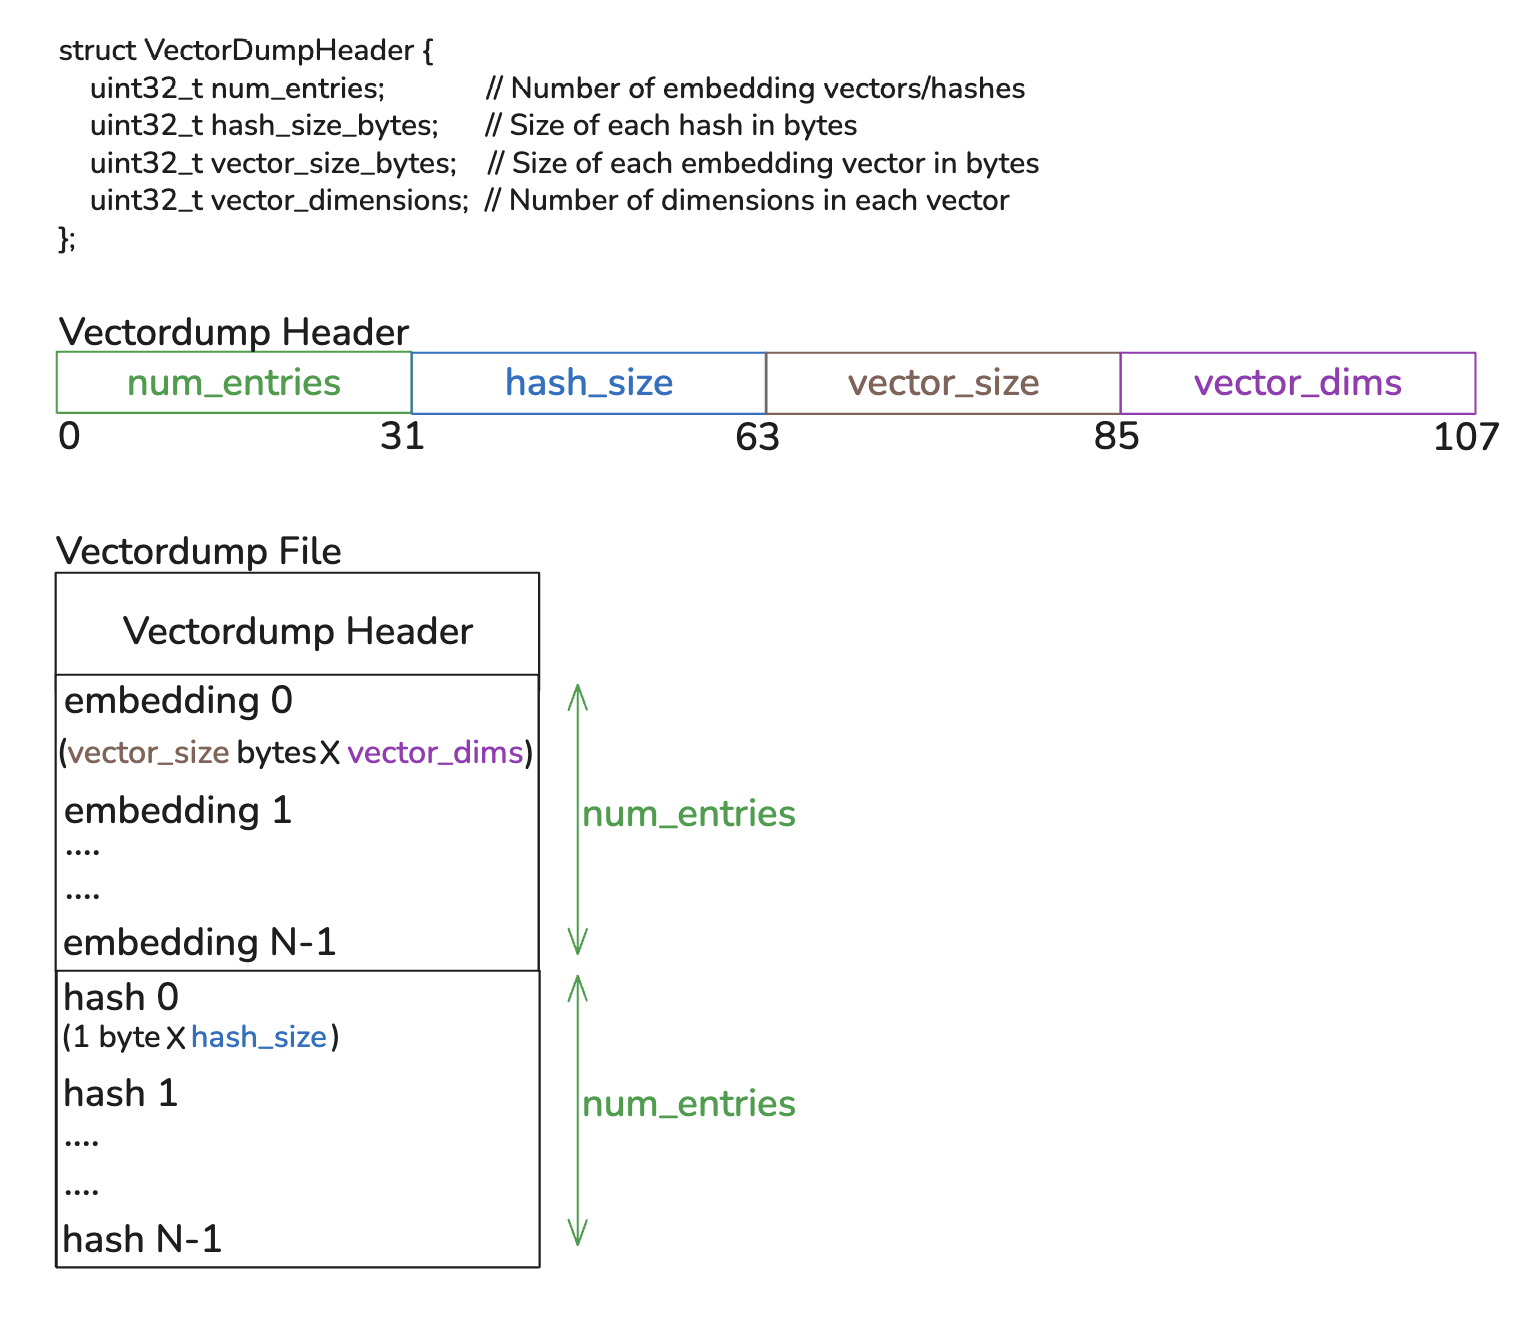 struct VectorDumpHeader {
uint32_t num_entries; // Number of embedding vectors/hashes
uint32_t hash_size_bytes; // Size of each hash in bytes
uint32_t vector_size_bytes; // Size of each embedding vector in bytes
uint32_t vector_dimensions; // Number of dimensions in each vector
};
Vectordump Header
num_entries hash_size vector_size vector_dims
0 31 63 85 107
Vectordump File
Vectordump Header
embedding 0
(vector_size bytes X vector_dims)
embedding 1
....
....
embedding N-1
num_entries
hash 0
(1 byte X hash_size)
hash 1
....
....
hash N-1
num_entries